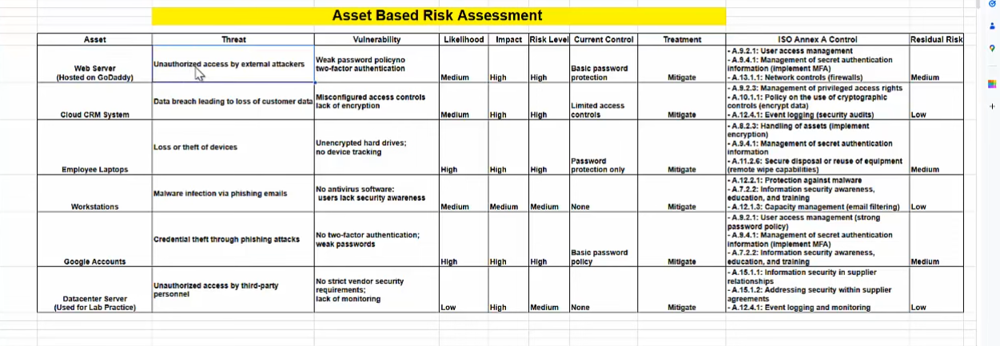 Asset Based Risk Assessment
Asset Threat Vulnerability Likelihood Impact Risk Level Current Control Treatment ISO Annex A Control Residual Risk
Web Server
(Hosted on GoDaddy)
Unauthorized access by external attackers
Weak password policyno
two-factor authentication
Medium
High
High
Basic password
protection
Mitigate
- A.9.2.1: User access management
- A.9.4.1: Management of secret authentication
information (implement MFA)
- A.13.1.1: Network controls (firewalls)
Medium
Cloud CRM System
Data breach leading to loss of customer data
Misconfigured access controls
lack of encryption
Medium
High
High
Limited access
controls
Mitigate
- A.9.2.3: Management of privileged access rights
- A.10.1.1: Policy on the use of cryptographic
controls (encrypt data)
- A.12.4.1: Event logging (security audits)
Low
Employee Laptops
Loss or theft of devices
Unencrypted hard drives;
no device tracking
High
High
High
Password
protection only
Mitigate
- A.8.2.3: Handling of assets (implement
encryption)
- A.9.4.1: Management of secret authentication
information
- A.11.2.6: Secure disposal or reuse of equipment
(remote wipe capabilities)
Medium
Workstations
Malware infection via phishing emails
No antivirus software:
users lack security awareness
Medium
Medium
Medium
None
Mitigate
- A.12.2.1: Protection against malware
- A.7.2.2: Information security awareness,
education, and training
- A.12.1.3: Capacity management (email filtering)
Low
Google Accounts
Credential theft through phishing attacks
No two-factor authentication;
weak passwords
High
High
High
Basic password
policy
Mitigate
- A.9.2.1: User access management (strong
password policy)
- A.9.4.1: Management of secret authentication
information (implement MFA)
- A.7.2.2: Information security awareness,
education, and training
Medium
Datacenter Server
(Used for Lab Practice)
Unauthorized access by third-party
personnel
No strict vendor security
requirements;
lack of monitoring
Low
High
Medium
None
Mitigate
- A.15.1.1: Information security in supplier
relationships
- A.15.1.2: Addressing security within supplier
agreements
- A.12.4.1: Event logging and monitoring
Low